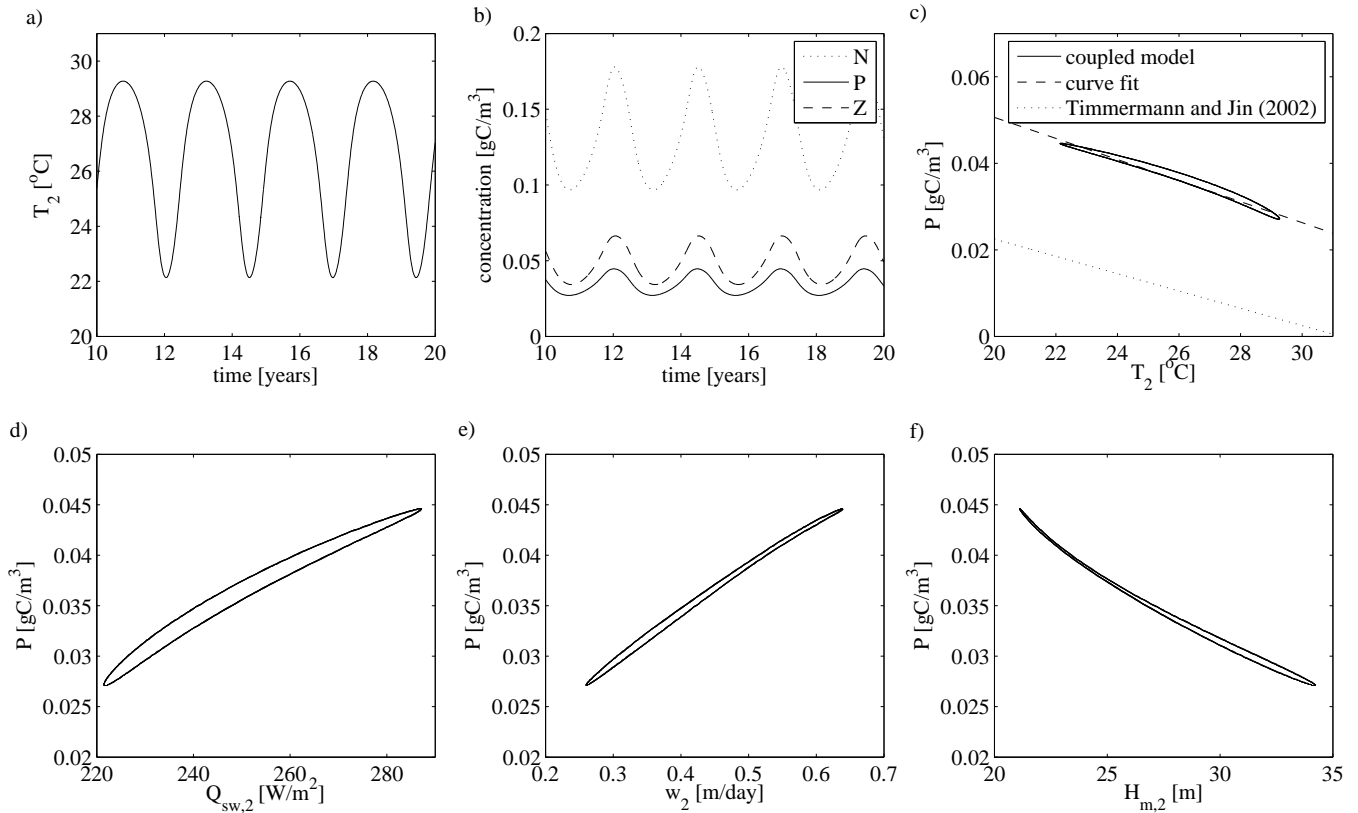 a)
30
28
26
24
22
20
T2 [oC]
10 12 14 16 18 20
time [years]
b)
0.2
0.15
0.1
0.05
0
concentration [gC/m3]
N
P
Z
10 12 14 16 18 20
time [years]
c)
0.06
0.04
0.02
0
P [gC/m3]
coupled model
curve fit
Timmermann and Jin (2002)
20 22 24 26 28 30
T2 [oC]
d)
0.05
0.045
0.04
0.035
0.03
0.025
0.02
P [gC/m3]
220 240 260 280
Qsw,2 [W/m2]
e)
0.05
0.045
0.04
0.035
0.03
0.025
0.02
P [gC/m3]
0.2 0.3 0.4 0.5 0.6 0.7
w2 [m/day]
f)
0.05
0.045
0.04
0.035
0.03
0.025
0.02
P [gC/m3]
20 25 30 35
Hm,2 [m]